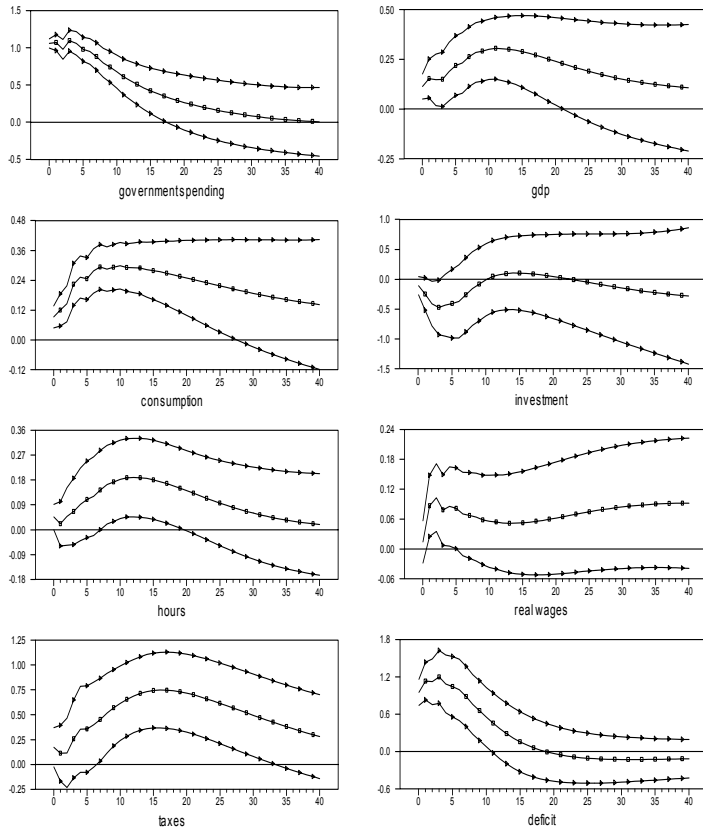 1.5
1.0
0.5
0.0
-0.5
0 5 10 15 20 25 30 35 40
government spending
0.50
0.25
0.00
-0.25
0 5 10 15 20 25 30 35 40
gdp
0.48
0.36
0.24
0.12
0.00
-0.12
0 5 10 15 20 25 30 35 40
consumption
1.0
0.5
0.0
-0.5
-1.0
-1.5
0 5 10 15 20 25 30 35 40
investment
0.36
0.27
0.18
0.09
0.00
-0.09
-0.18
0 5 10 15 20 25 30 35 40
hours
0.24
0.18
0.12
0.06
0.00
-0.06
0 5 10 15 20 25 30 35 40
real wages
1.25
1.00
0.75
0.50
0.25
0.00
-0.25
0 5 10 15 20 25 30 35 40
taxes
1.8
1.2
0.6
0.0
-0.6
0 5 10 15 20 25 30 35 40
deficit